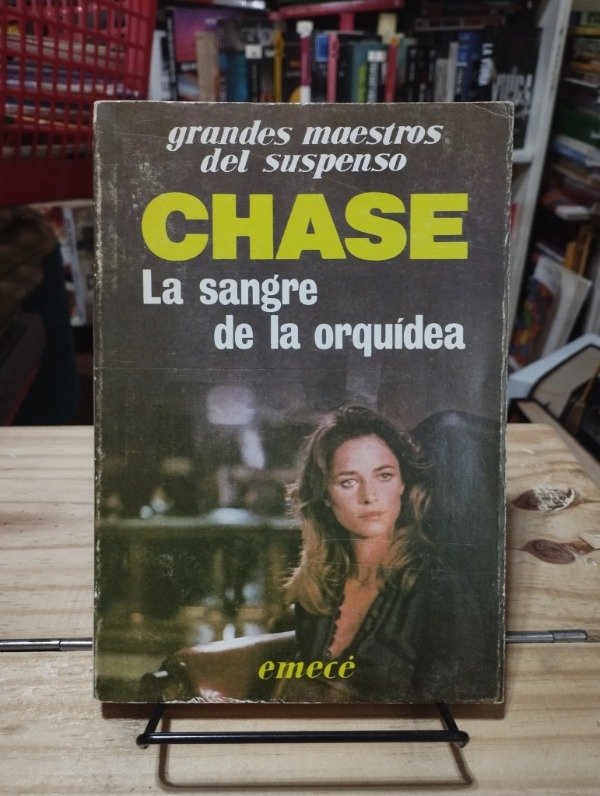 grandes maestros
del suspenso
CHASE
La sangre
de la orquídea
emecé